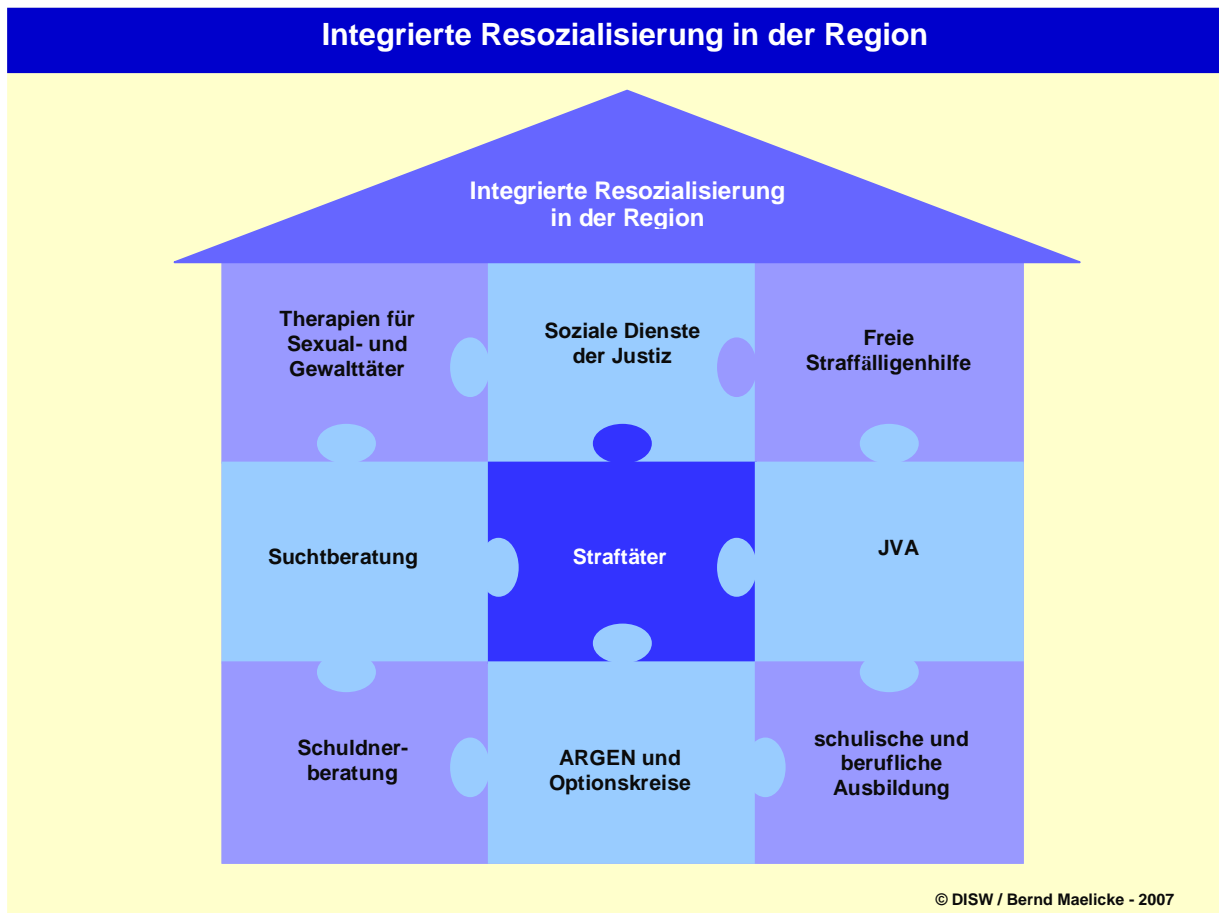 Integrierte Resozialisierung in der Region
Integrierte Resozialisierung
in der Region
Therapien für
Sexual- und
Gewalttäter
Soziale Dienste
der Justiz
Freie
Straffälligenhilfe
Suchtberatung
Straftäter
JVA
Schuldner-
beratung
ARGEN und
Optionskreise
schulische und
berufliche
Ausbildung
© DISW / Bernd Maelicke - 2007